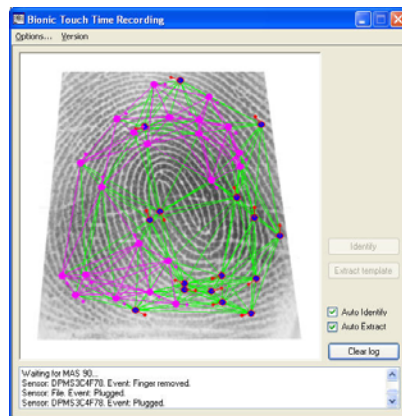 Bionic Touch Time Recording
Options... Version
Identify
Extract template
Auto Identify
Auto Extract
Clear log
Waiting for MAS 90...
Sensor: DPMS3C4F78. Event: Finger removed.
Sensor: File. Event: Plugged.
Sensor: DPMS3C4F78. Event: Plugged.